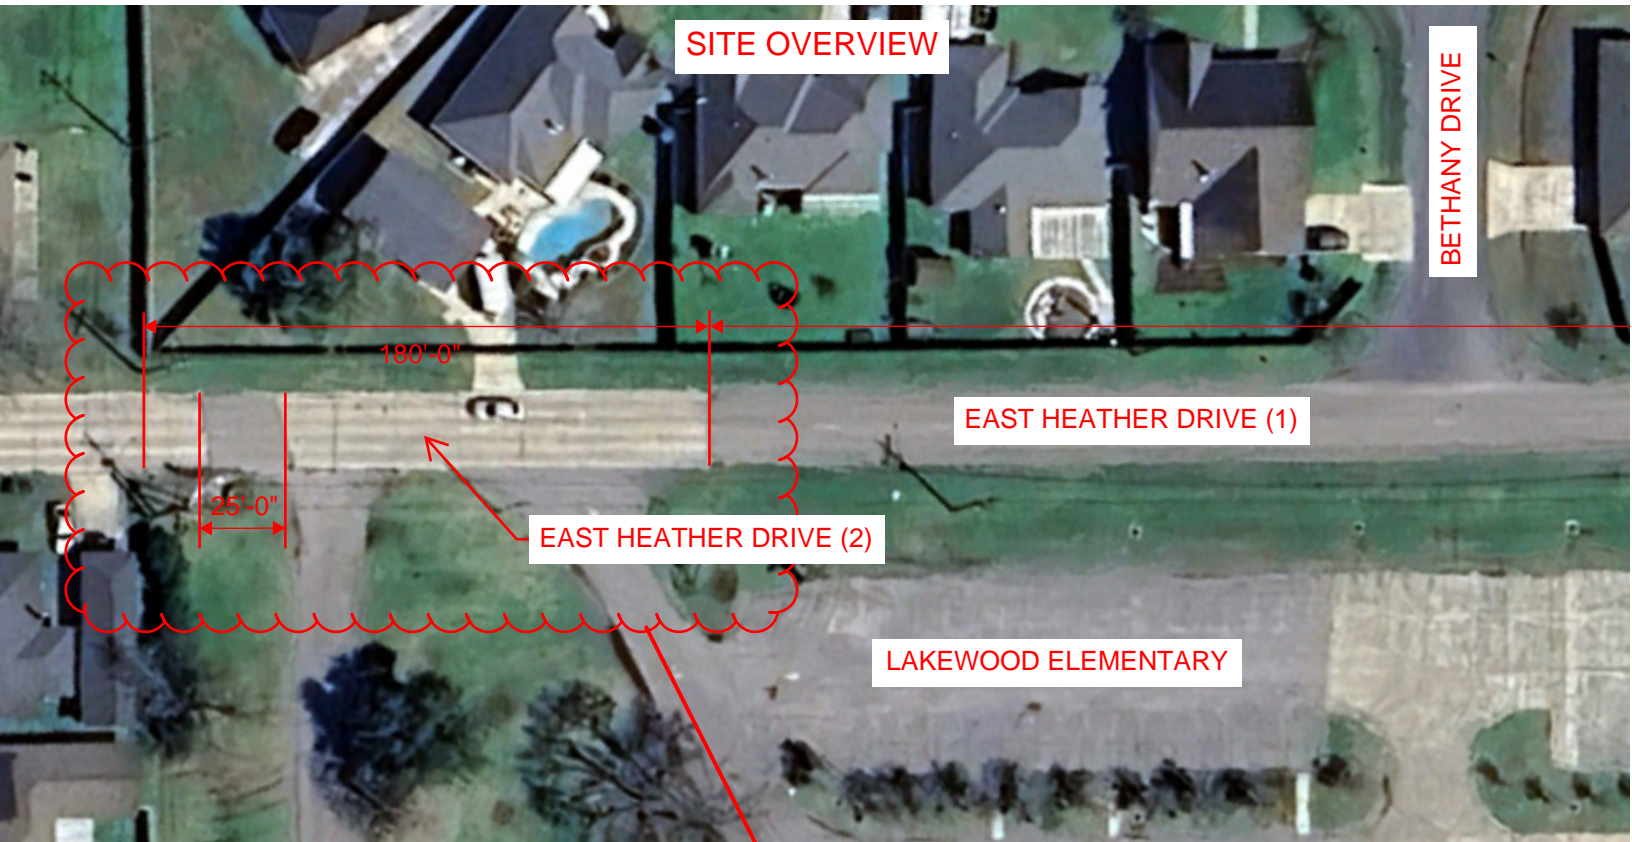 SITE OVERVIEW
BETHANY DRIVE
180'-0"
EAST HEATHER DRIVE (1)
25'-0"
EAST HEATHER DRIVE (2)
LAKEWOOD ELEMENTARY